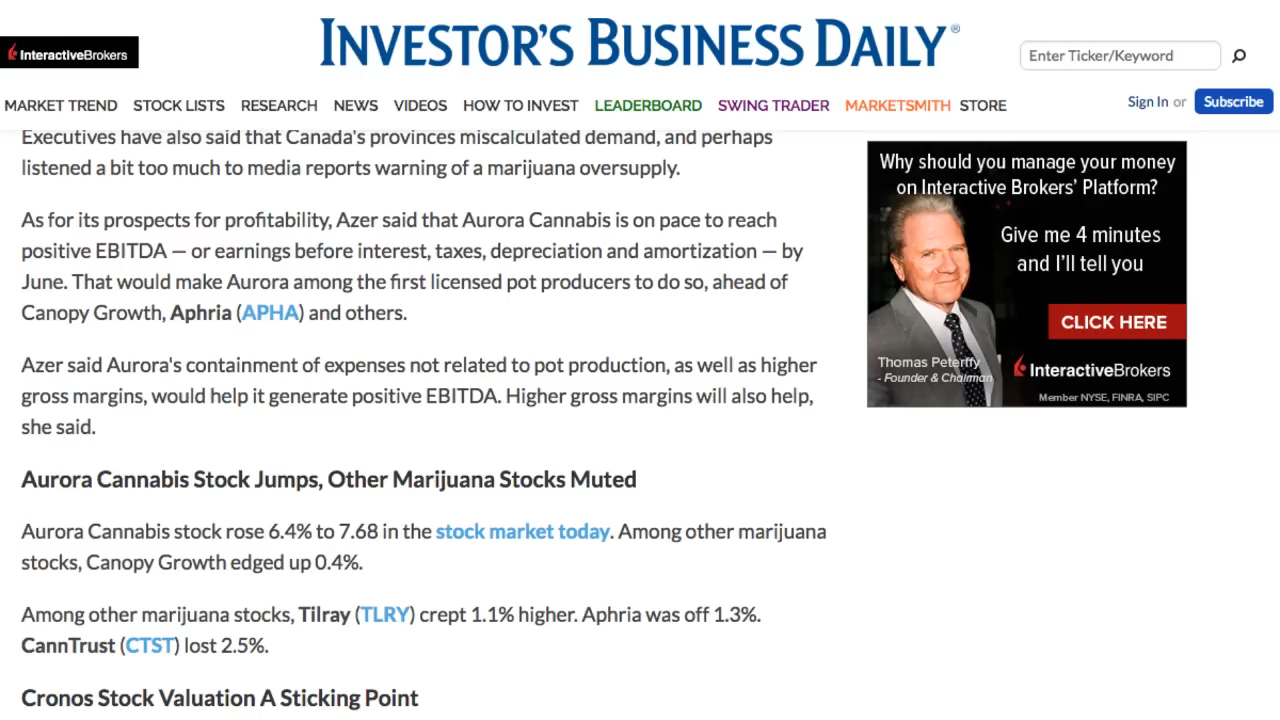 InteractiveBrokers
INVESTOR'S BUSINESS DAILY®
Enter Ticker/Keyword
MARKET TREND STOCK LISTS RESEARCH NEWS VIDEOS HOW TO INVEST LEADERBOARD SWING TRADER MARKETSMITH STORE
Sign In or Subscribe
Executives have also said that Canada's provinces miscalculated demand, and perhaps
listened a bit too much to media reports warning of a marijuana oversupply.
As for its prospects for profitability, Azer said that Aurora Cannabis is on pace to reach
positive EBITDA — or earnings before interest, taxes, depreciation and amortization — by
June. That would make Aurora among the first licensed pot producers to do so, ahead of
Canopy Growth, Aphria (APHA) and others.
Azer said Aurora's containment of expenses not related to pot production, as well as higher
gross margins, would help it generate positive EBITDA. Higher gross margins will also help,
she said.
Aurora Cannabis Stock Jumps, Other Marijuana Stocks Muted
Aurora Cannabis stock rose 6.4% to 7.68 in the stock market today. Among other marijuana
stocks, Canopy Growth edged up 0.4%.
Among other marijuana stocks, Tilray (TLRY) crept 1.1% higher. Aphria was off 1.3%.
CannTrust (CTST) lost 2.5%.
Cronos Stock Valuation A Sticking Point
Why should you manage your money
on Interactive Brokers' Platform?
Give me 4 minutes
and I'll tell you
CLICK HERE
Thomas Peterffy
- Founder & Chairman
InteractiveBrokers
Member NYSE, FINRA, SIPC